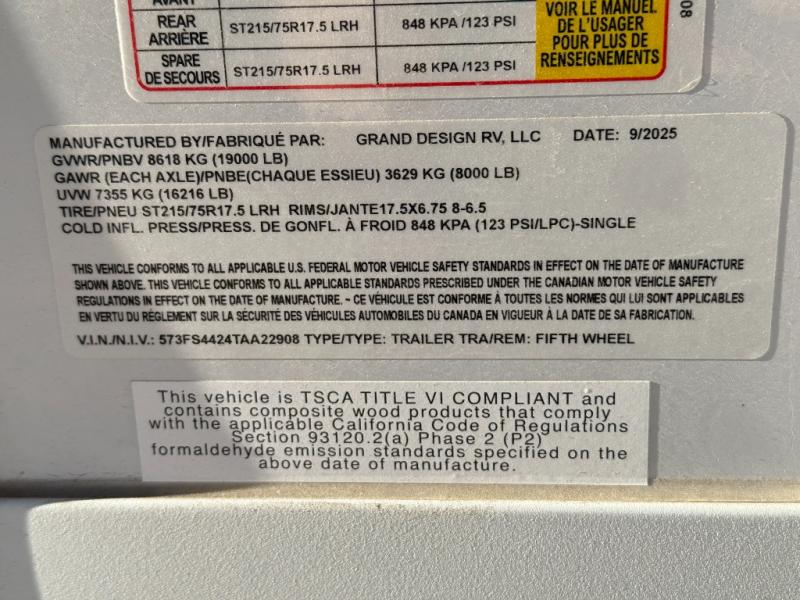 AVANT
REAR
ARRIÈRE
ST215/75R17.5 LRH
848 KPA /123 PSI
SPARE
DE SECOURS
ST215/75R17.5 LRH
848 KPA /123 PSI
VOIR LE MANUEL
DE L'USAGER
POUR PLUS DE
RENSEIGNEMENTS
08
MANUFACTURED BY/FABRIQUÉ PAR: GRAND DESIGN RV, LLC DATE: 9/2025
GVWR/PNBV 8618 KG (19000 LB)
GAWR (EACH AXLE)/PNBE(CHAQUE ESSIEU) 3629 KG (8000 LB)
UVW 7355 KG (16216 LB)
TIRE/PNEU ST215/75R17.5 LRH RIMS/JANTE17.5X6.75 8-6.5
COLD INFL. PRESS/PRESS. DE GONFL. À FROID 848 KPA (123 PSI/LPC)-SINGLE
THIS VEHICLE CONFORMS TO ALL APPLICABLE U.S. FEDERAL MOTOR VEHICLE SAFETY STANDARDS IN EFFECT ON THE DATE OF MANUFACTURE
SHOWN ABOVE. THIS VEHICLE CONFORMS TO ALL APPLICABLE STANDARDS PRESCRIBED UNDER THE CANADIAN MOTOR VEHICLE SAFETY
REGULATIONS IN EFFECT ON THE DATE OF MANUFACTURE. ~ CE VÉHICULE EST CONFORME À TOUTES LES NORMES QUI LUI SONT APPLICABLES
EN VERTU DU RÈGLEMENT SUR LA SÉCURITÉ DES VÉHICULES AUTOMOBILES DU CANADA EN VIGUEUR À LA DATE DE SA FABRICATION.
V.I.N./N.I.V.: 573FS4424TAA22908 TYPE/TYPE: TRAILER TRA/REM: FIFTH WHEEL
This vehicle is TSCA TITLE VI COMPLIANT and
contains composite wood products that comply
with the applicable California Code of Regulations
Section 93120.2(a) Phase 2 (P2)
formaldehyde emission standards specified on the
above date of manufacture.